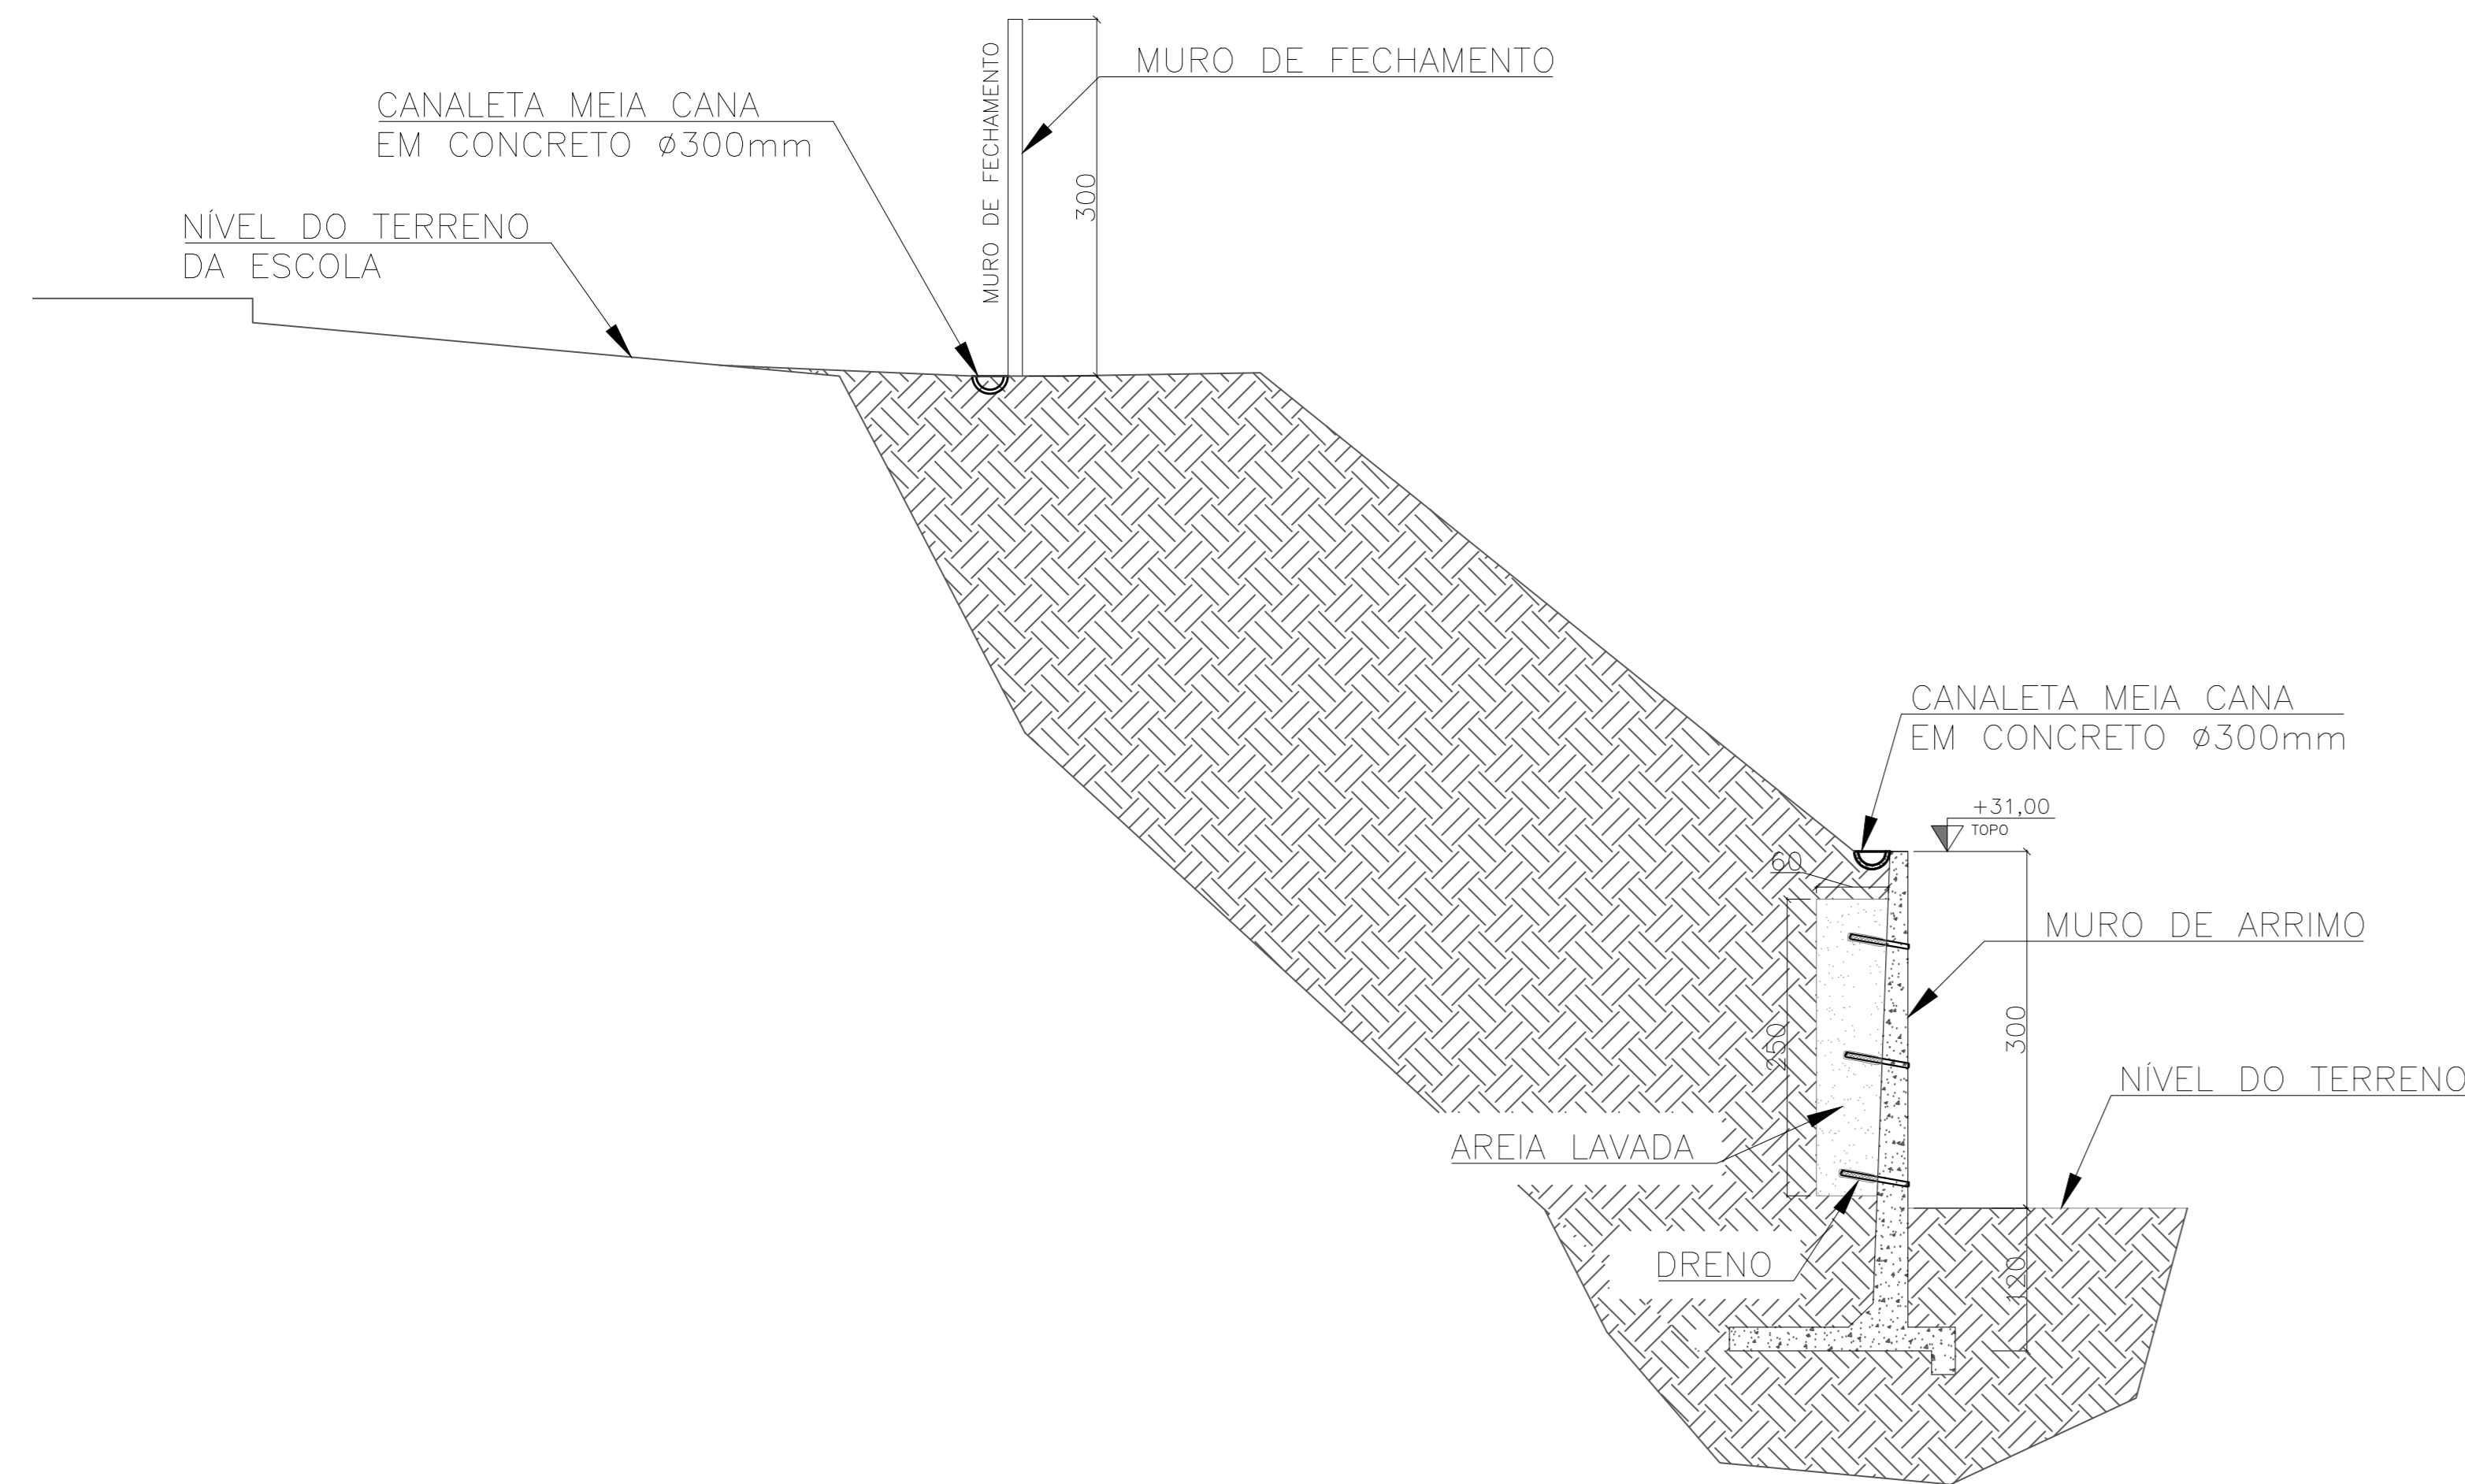 MURO DE FECHAMENTO
MURO DE FECHAMENTO
300
CANALETA MEIA CANA
EM CONCRETO ø300mm
NÍVEL DO TERRENO
DA ESCOLA
CANALETA MEIA CANA
EM CONCRETO ø300mm
+31,00
TOPO
60
MURO DE ARRIMO
300
250
NÍVEL DO TERRENO
AREIA LAVADA
DRENO
120